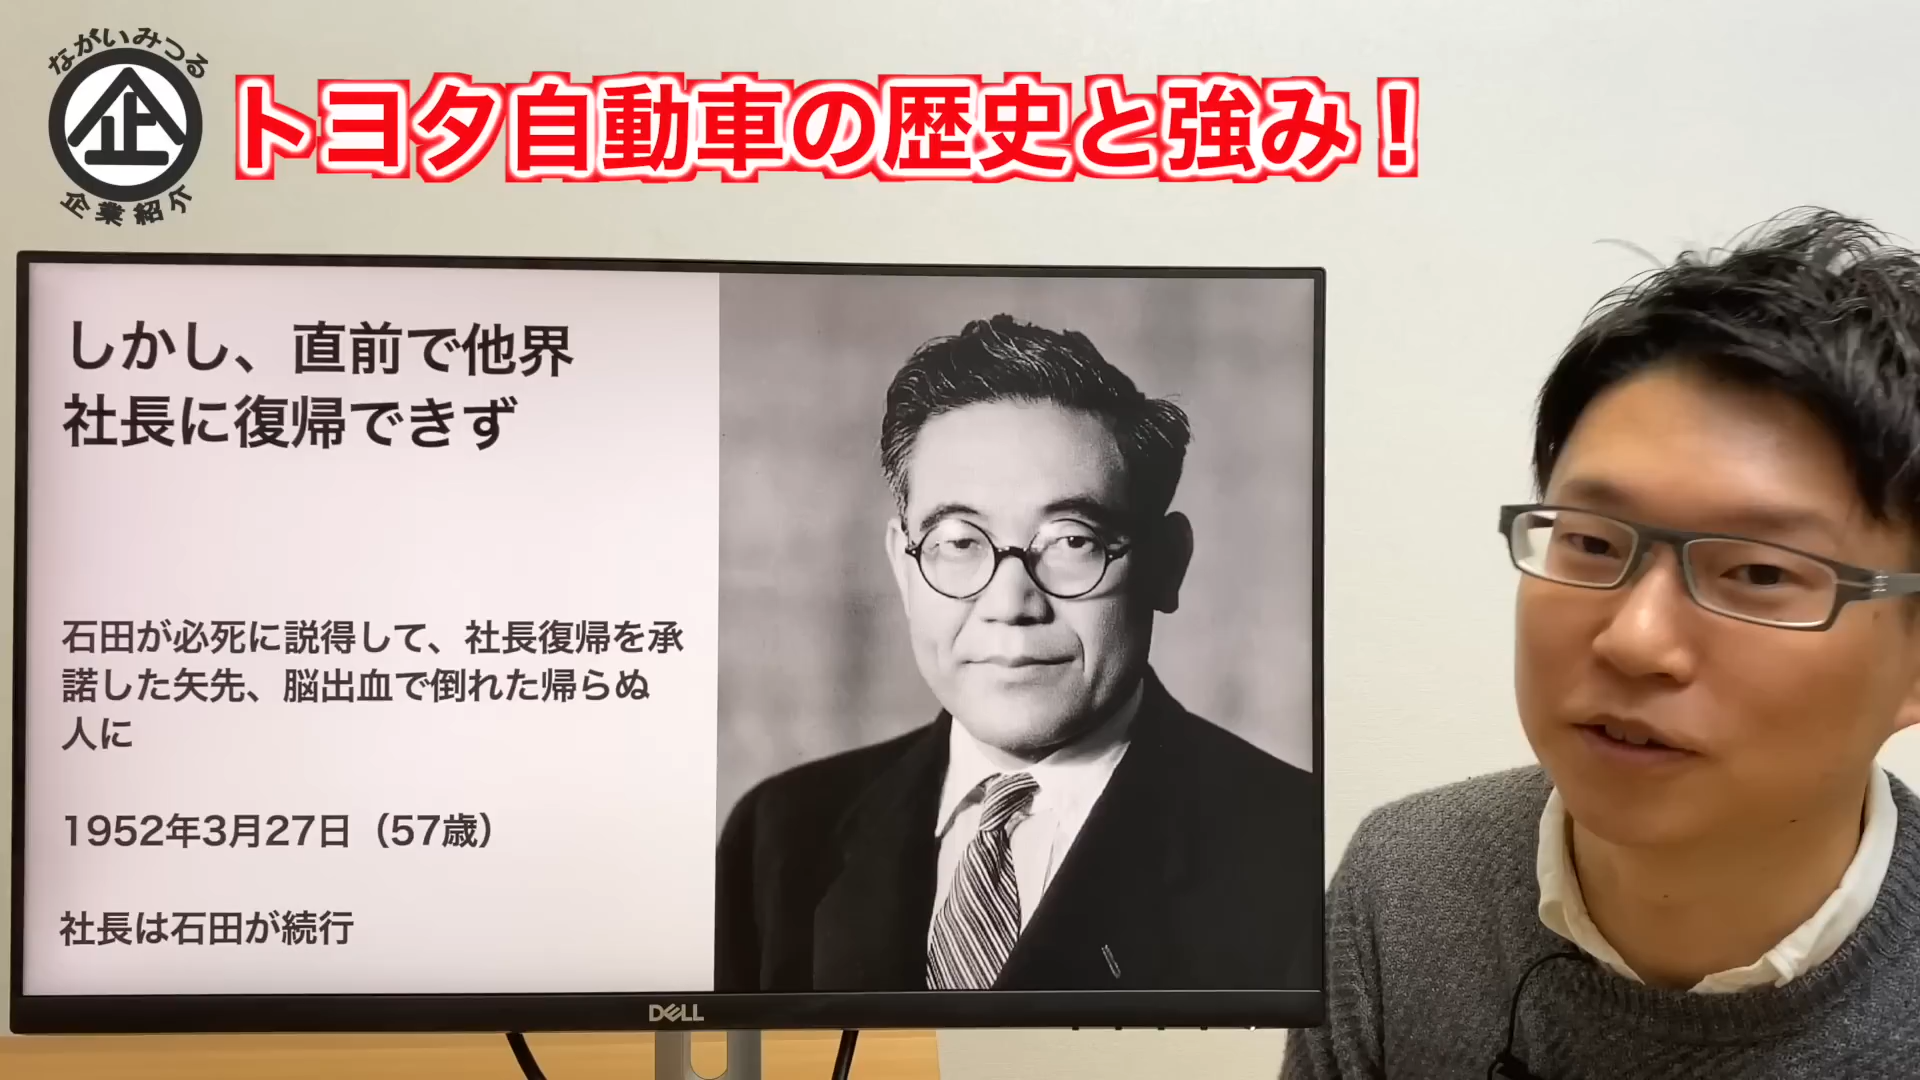 ながいみつる
企
企業紹介
トヨタ自動車の歴史と強み！
しかし、直前で他界
社長に復帰できず
石田が必死に説得して、社長復帰を承
諾した矢先、脳出血で倒れた帰らぬ
人に
1952年3月27日（57歳）
社長は石田が続行
DELL